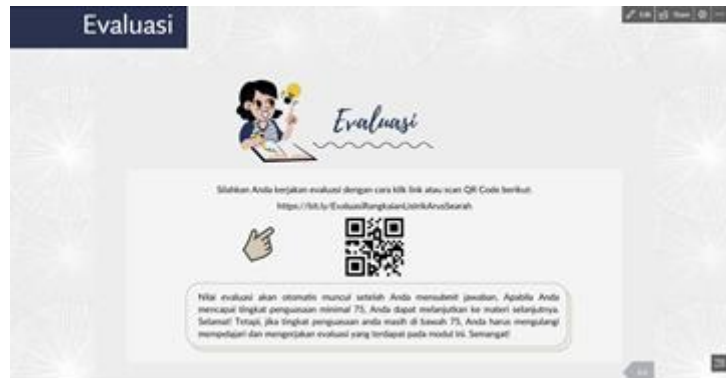 Evaluasi
Edit Share
Evaluasi
Silahkan Anda kerjakan evaluasi dengan cara klik link atau scan QR Code berikut:
https://bit.ly/EvaluasiRangkaianListrikArusSearah
Nilai evaluasi akan otomatis muncul setelah Anda mensubmit jawaban. Apabila Anda
mencapai tingkat penguasaan minimal 75, Anda dapat melanjutkan ke materi selanjutnya.
Selamat! Tetapi, jika tingkat penguasaan anda masih di bawah 75, Anda harus mengulangi
mempelajari dan mengerjakan evaluasi yang terdapat pada modul ini. Semangat!